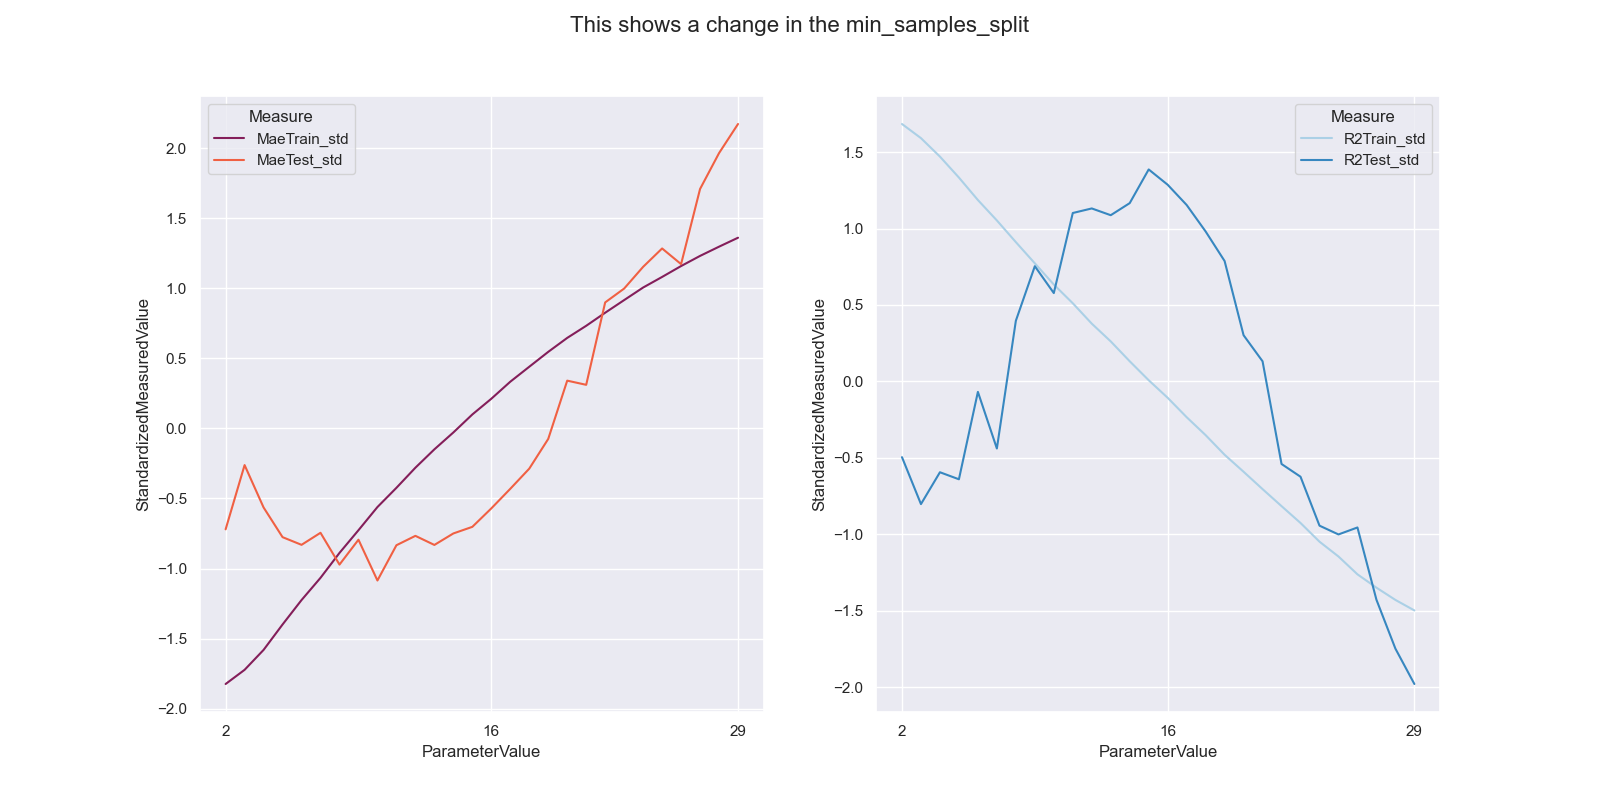 This shows a change in the min_samples_split
Measure
MaeTrain_std
MaeTest_std
2.0
1.5
1.0
0.5
0.0
−0.5
−1.0
−1.5
−2.0
StandardizedMeasuredValue
2
16
29
ParameterValue
Measure
R2Train_std
R2Test_std
1.5
1.0
0.5
0.0
−0.5
−1.0
−1.5
−2.0
StandardizedMeasuredValue
2
16
29
ParameterValue